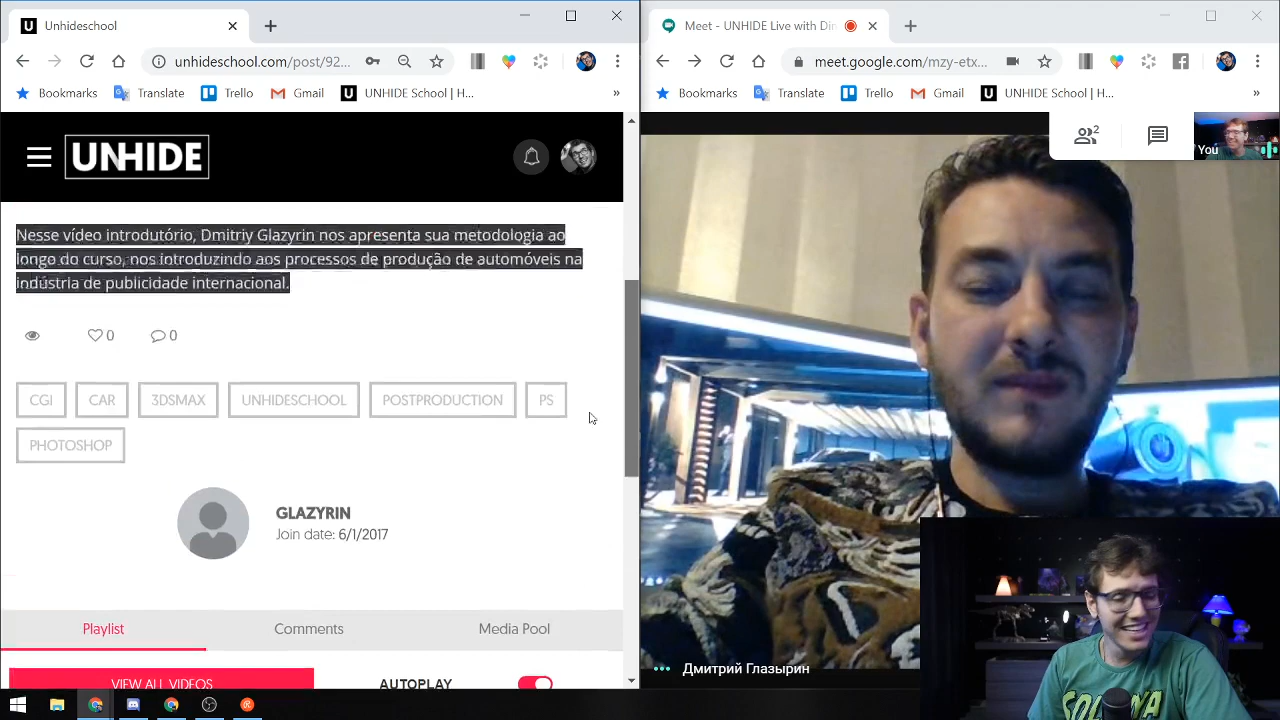 Unhideschool
unhideschool.com/post/92...
Bookmarks Translate Trello Gmail UNHIDE School | H... »
UNHIDE
Nesse vídeo introdutório, Dmitriy Glazyrin nos apresenta sua metodologia ao
longo do curso, nos introduzindo aos processos de produção de automóveis na
indústria de publicidade internacional.
0 0
CGI CAR 3DSMAX UNHIDESCHOOL POSTPRODUCTION PS
PHOTOSHOP
GLAZYRIN
Join date: 6/1/2017
Playlist Comments Media Pool
VIEW ALL VIDEOS AUTOPLAY
Meet - UNHIDE Live with Dm
meet.google.com/mzy-etx...
Bookmarks Translate Trello Gmail UNHIDE School | H... »
2
You
Дмитрий Глазырин